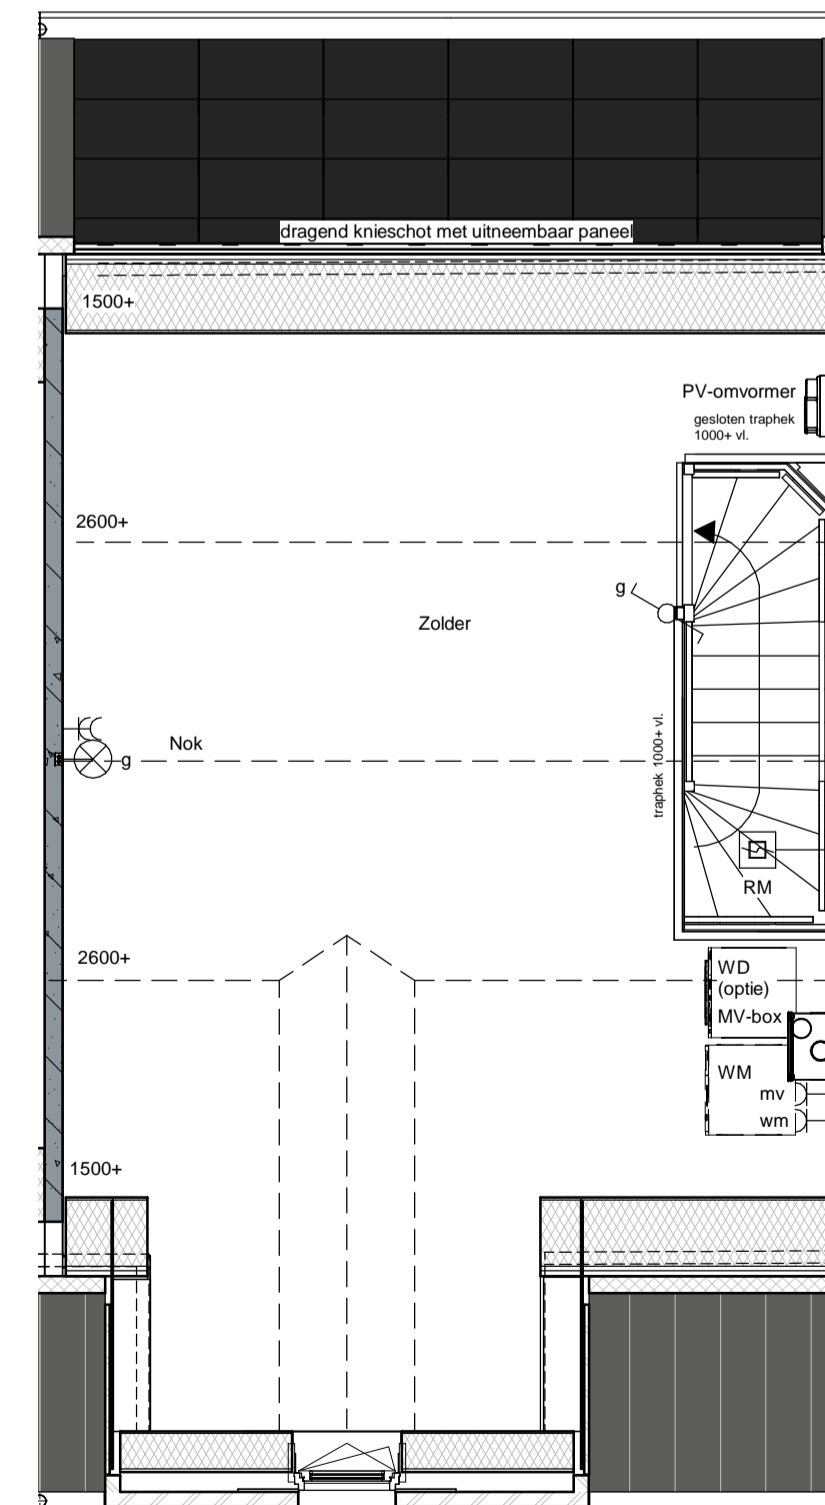 dragend knieschot met uitneembaar paneel
1500+
PV-omvormer
gesloten traphek
1000+ vl.
2600+
g
Zolder
traphek 1000+ vl.
Nok
g
RM
2600+
WD
(optie)
MV-box
WM
mv
wm
1500+